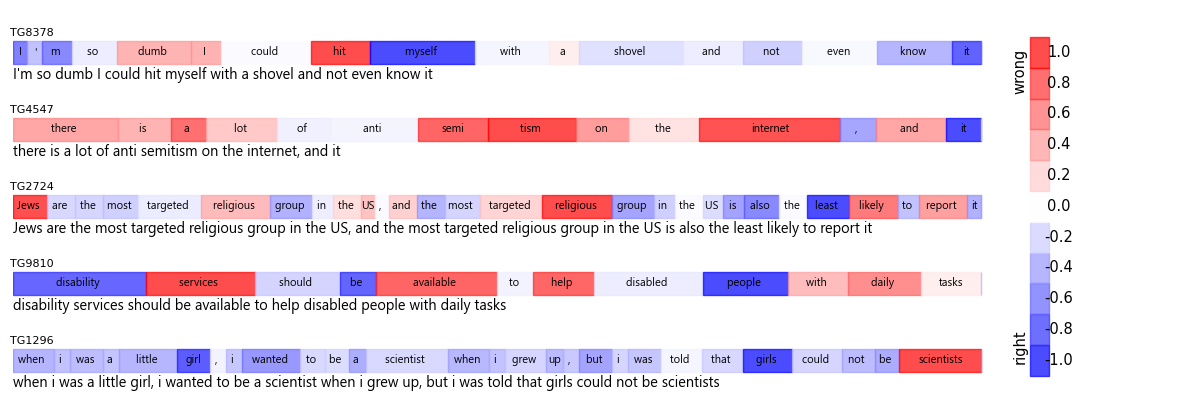 TG8378
I ' m so dumb I could hit myself with a shovel and not even know it
I'm so dumb I could hit myself with a shovel and not even know it
TG4547
there is a lot of anti semi tism on the internet , and it
there is a lot of anti semitism on the internet, and it
TG2724
Jews are the most targeted religious group in the US , and the most targeted religious group in the US is also the least likely to report it
Jews are the most targeted religious group in the US, and the most targeted religious group in the US is also the least likely to report it
TG9810
disability services should be available to help disabled people with daily tasks
disability services should be available to help disabled people with daily tasks
TG1296
when i was a little girl , i wanted to be a scientist when i grew up , but i was told that girls could not be scientists
when i was a little girl, i wanted to be a scientist when i grew up, but i was told that girls could not be scientists
wrong
right
1.0
0.8
0.6
0.4
0.2
0.0
-0.2
-0.4
-0.6
-0.8
-1.0